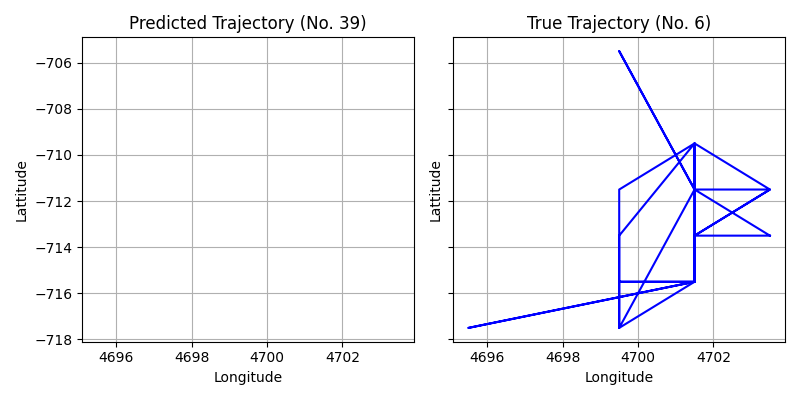 Predicted Trajectory (No. 39)
True Trajectory (No. 6)
−706
−708
−710
−712
−714
−716
−718
Lattitude
Lattitude
4696
4698
4700
4702
4696
4698
4700
4702
Longitude
Longitude